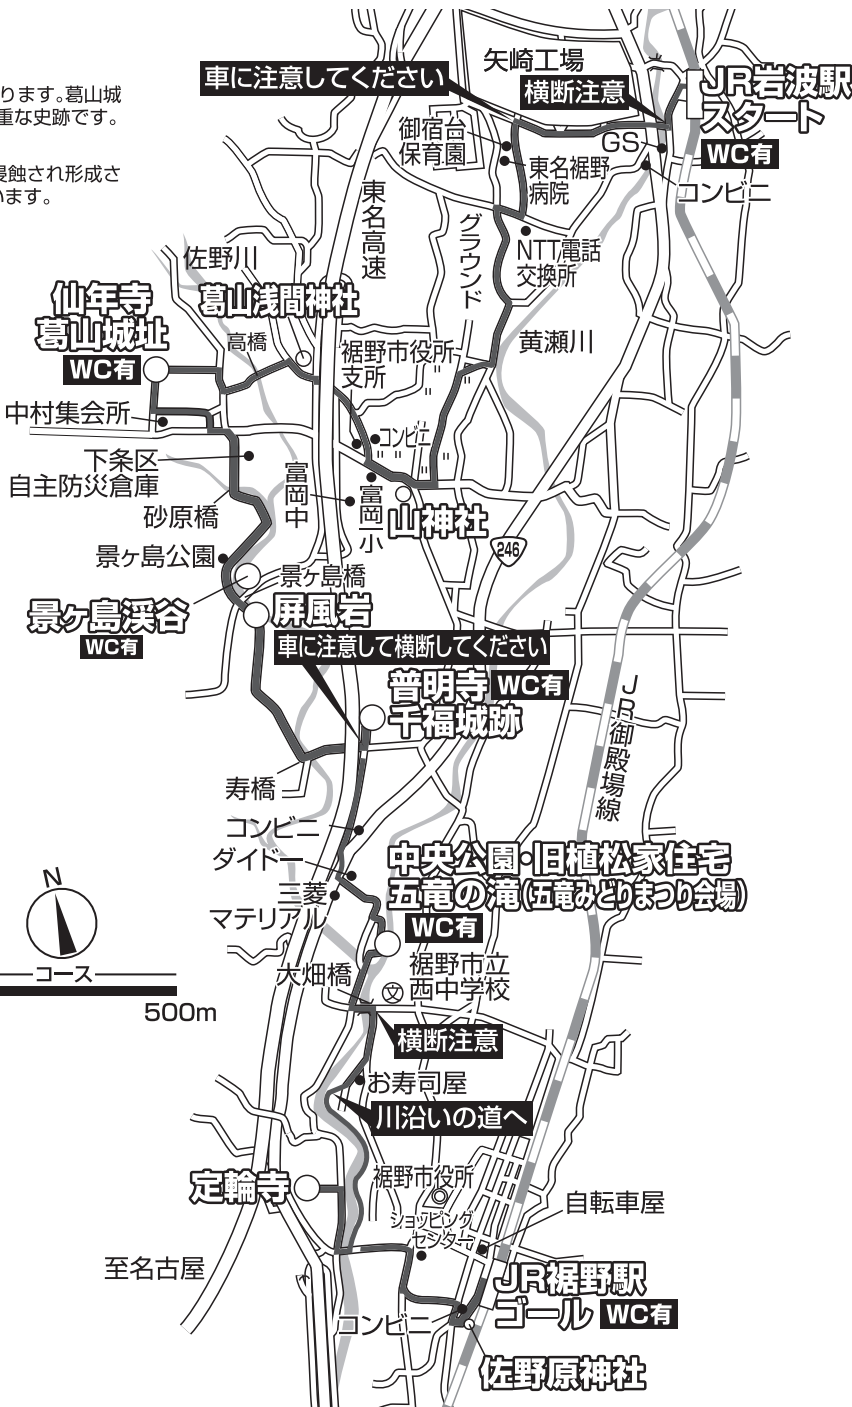 ります。葛山城
重な史跡です。
浸蝕され形成さ
います。
車に注意してください
矢崎工場
横断注意
JR岩波駅
スタート
WC有
御宿台
保育園
GS
東名裾野
病院
コンビニ
東名高速
グラウンド
NTT電話
交換所
佐野川
仙年寺
葛山城址
WC有
葛山浅間神社
高橋
裾野市役所
支所
黄瀬川
中村集会所
コンビニ
下条区
自主防災倉庫
富岡中
富岡小
砂原橋
山神社
246
景ヶ島公園
景ヶ島橋
景ヶ島渓谷
WC有
屏風岩
車に注意して横断してください
普明寺 WC有
千福城跡
JR御殿場線
寿橋
コンビニ
ダイドー
中央公園・旧植松家住宅
五竜の滝(五竜みどりまつり会場)
WC有
三菱
マテリアル
N
コース
500m
大畑橋
裾野市立
西中学校
文
横断注意
お寿司屋
川沿いの道へ
定輪寺
裾野市役所
自転車屋
ショッピング
センター
至名古屋
JR裾野駅
ゴール WC有
コンビニ
佐野原神社